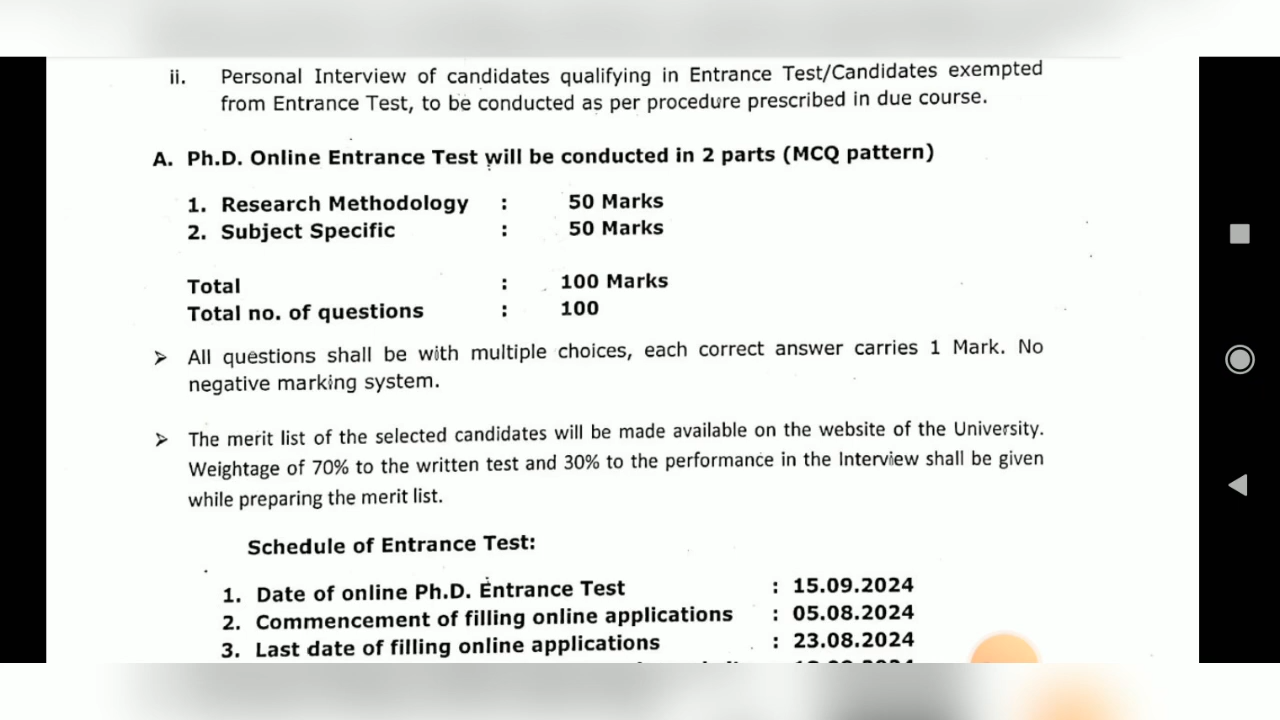 ii. Personal Interview of candidates qualifying in Entrance Test/Candidates exempted
from Entrance Test, to be conducted as per procedure prescribed in due course.
A. Ph.D. Online Entrance Test will be conducted in 2 parts (MCQ pattern)
1. Research Methodology : 50 Marks
2. Subject Specific : 50 Marks
Total : 100 Marks
Total no. of questions : 100
➢ All questions shall be with multiple choices, each correct answer carries 1 Mark. No
negative marking system.
➢ The merit list of the selected candidates will be made available on the website of the University.
Weightage of 70% to the written test and 30% to the performance in the Interview shall be given
while preparing the merit list.
Schedule of Entrance Test:
1. Date of online Ph.D. Entrance Test : 15.09.2024
2. Commencement of filling online applications : 05.08.2024
3. Last date of filling online applications : 23.08.2024